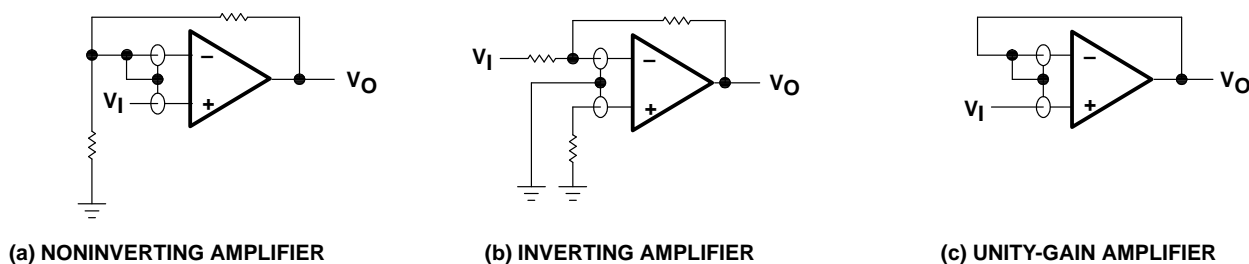 −
+
VI
VO
(a) NONINVERTING AMPLIFIER
VI
−
+
VO
(b) INVERTING AMPLIFIER
−
+
VI
VO
(c) UNITY-GAIN AMPLIFIER